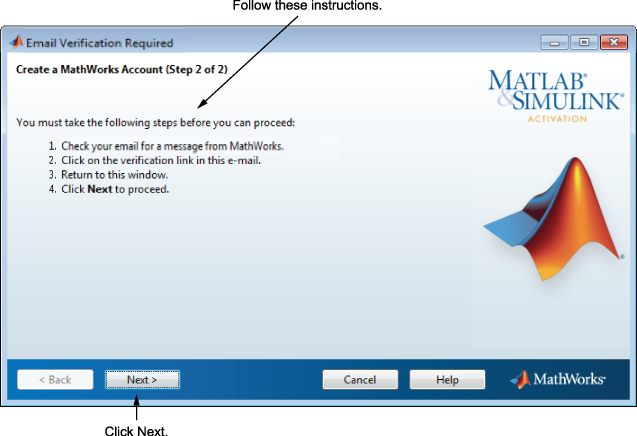 Follow these instructions.
Email Verification Required
Create a MathWorks Account (Step 2 of 2)
MATLAB®
&SIMULINK®
ACTIVATION
You must take the following steps before you can proceed:
1. Check your email for a message from MathWorks.
2. Click on the verification link in this e-mail.
3. Return to this window.
4. Click Next to proceed.
< Back Next > Cancel Help MathWorks®
Click Next.